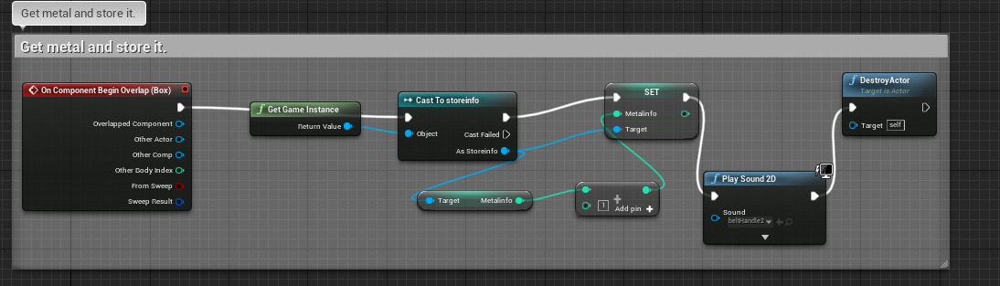 Get metal and store it.
Get metal and store it.
On Component Begin Overlap (Box)
Overlapped Component
Other Actor
Other Comp
Other Body Index
From Sweep
Sweep Result
Get Game Instance
Return Value
Cast To storeinfo
Object
Cast Failed
As Storeinfo
Target Metalinfo
SET
Metalinfo
Target
1
Add pin
Play Sound 2D
Sound
beltHandle2
DestroyActor
Target is Actor
Target self